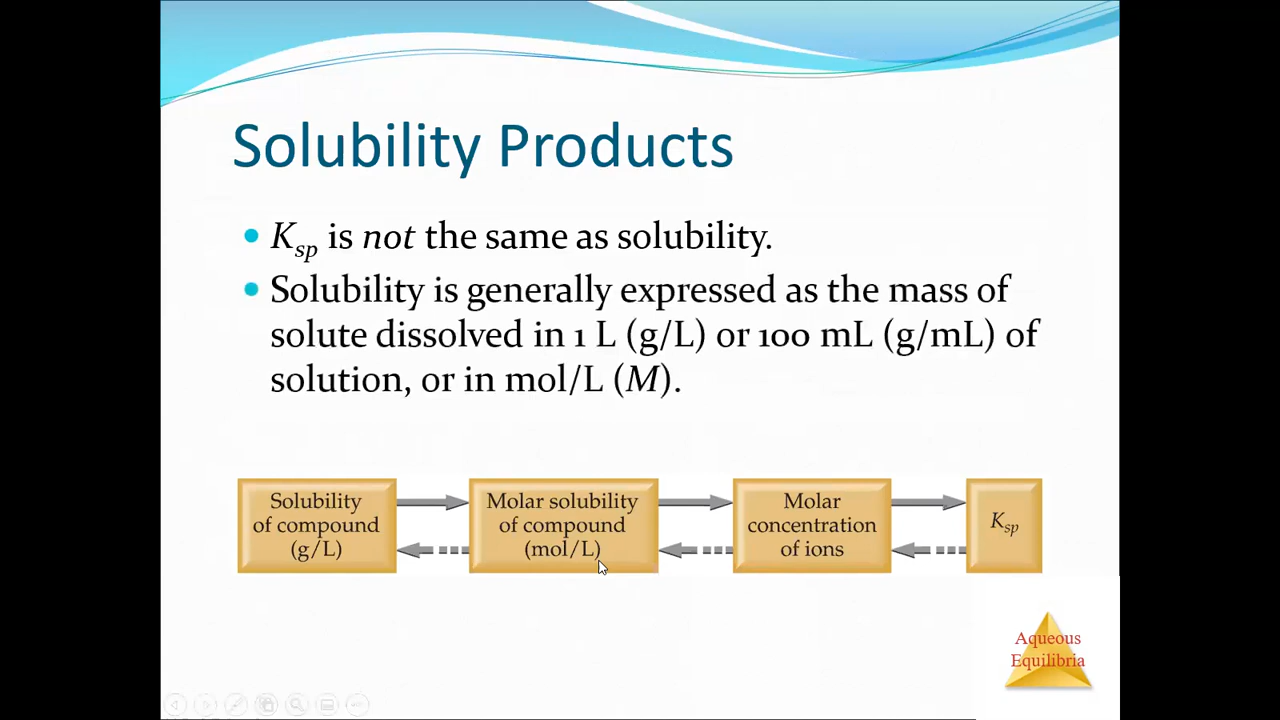 Solubility Products
• Ksp is not the same as solubility.
• Solubility is generally expressed as the mass of
solute dissolved in 1 L (g/L) or 100 mL (g/mL) of
solution, or in mol/L (M).
Solubility
of compound
(g/L)
Molar solubility
of compound
(mol/L)
Molar
concentration
of ions
Ksp
Aqueous
Equilibria